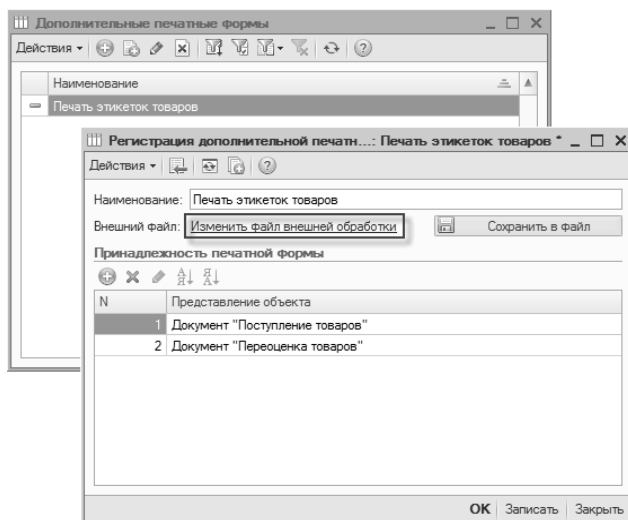 Дополнительные печатные формы
Действия
Наименование
Печать этикеток товаров
Регистрация дополнительной печатн...: Печать этикеток товаров *
Действия
Наименование: Печать этикеток товаров
Внешний файл: Изменить файл внешней обработки Сохранить в файл
Принадлежность печатной формы
N Представление объекта
1 Документ "Поступление товаров"
2 Документ "Переоценка товаров"
OK Записать Закрыть